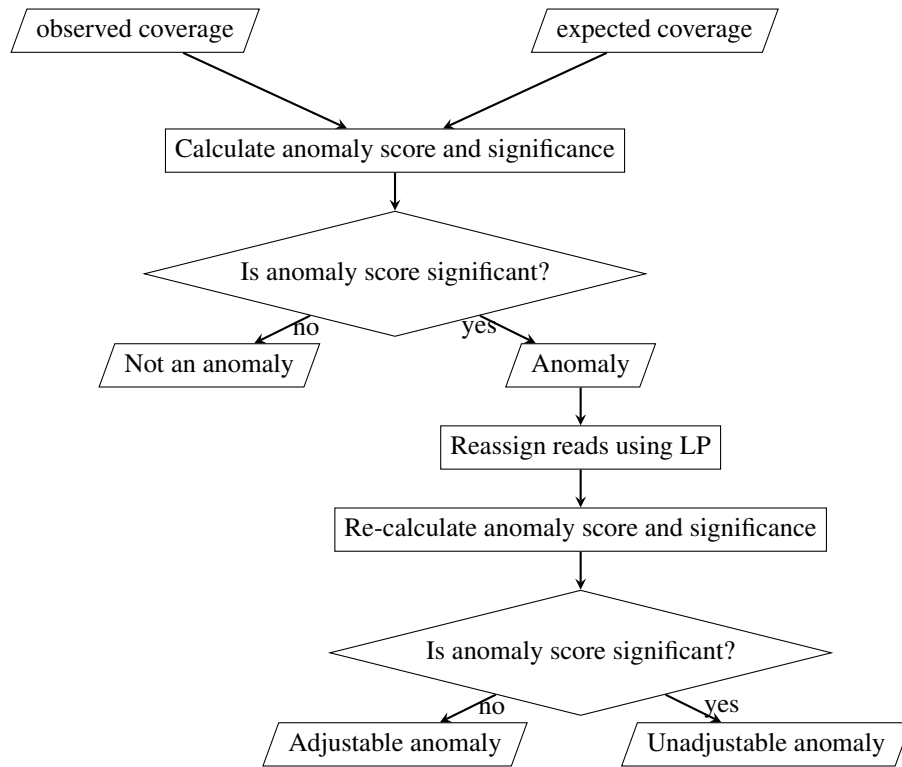 observed coverage
expected coverage
Calculate anomaly score and significance
Is anomaly score significant?
no
yes
Not an anomaly
Anomaly
Reassign reads using LP
Re-calculate anomaly score and significance
Is anomaly score significant?
no
yes
Adjustable anomaly
Unadjustable anomaly